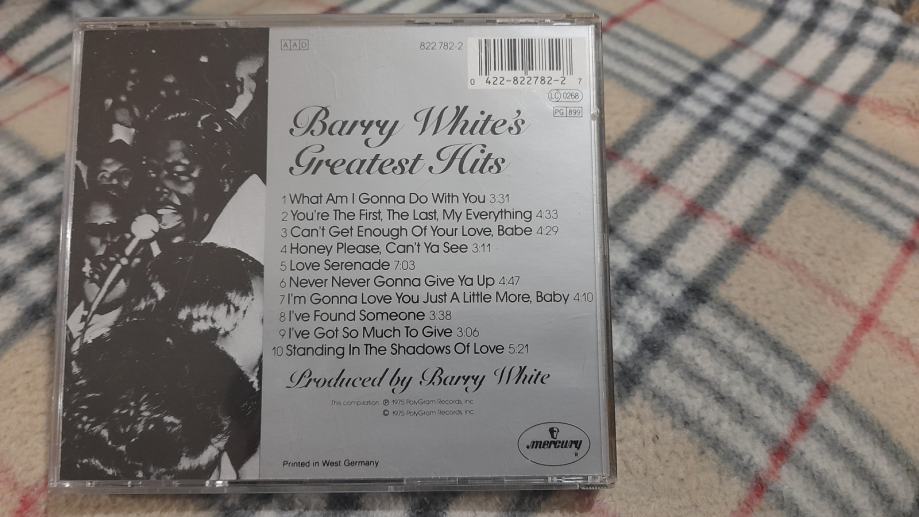 AAD
822 782-2
0 422-822782-2 7
LC 0268
PG 899
Barry White's
Greatest Hits
1 What Am I Gonna Do With You 3:31
2 You're The First, The Last, My Everything 4:33
3 Can't Get Enough Of Your Love, Babe 4:29
4 Honey Please, Can't Ya See 3:11
5 Love Serenade 7:03
6 Never Never Gonna Give Ya Up 4:47
7 I'm Gonna Love You Just A Little More, Baby 4:10
8 I've Found Someone 3:38
9 I've Got So Much To Give 3:06
10 Standing In The Shadows Of Love 5:21
Produced by Barry White
This compilation ℗ 1975 PolyGram Records, Inc.
© 1975 PolyGram Records, Inc.
mercury
Printed in West Germany